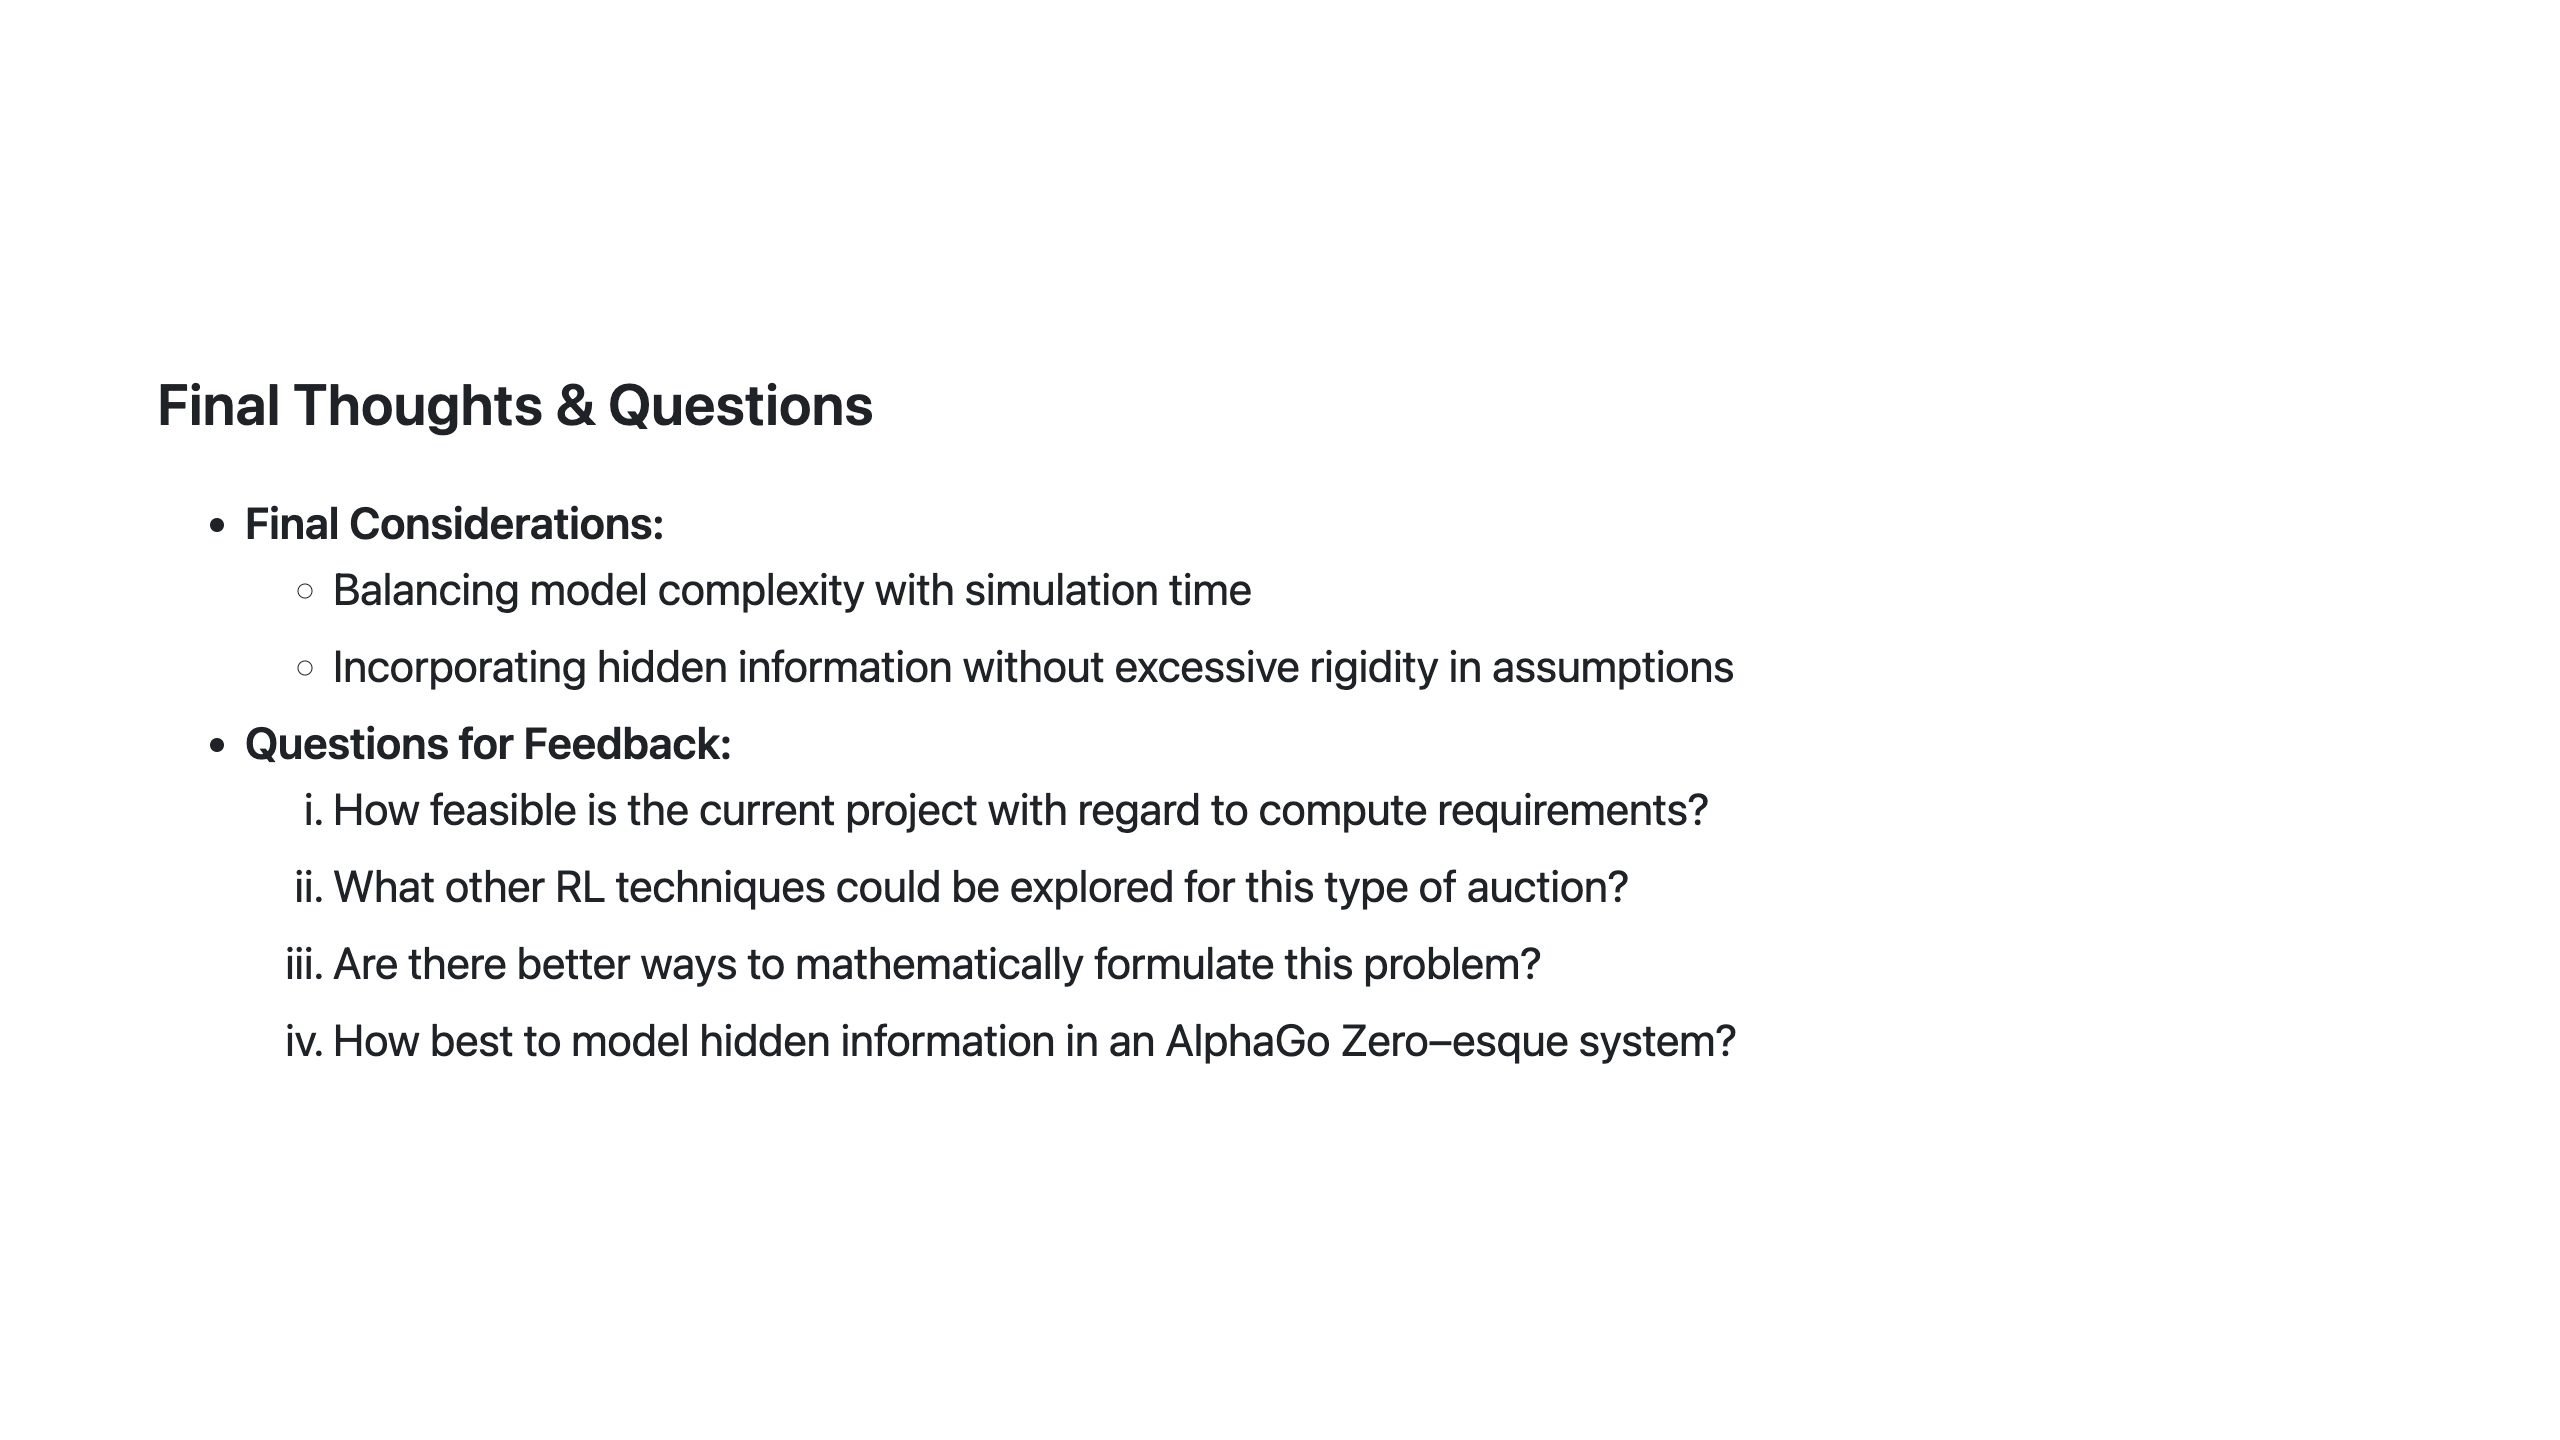 Final Thoughts & Questions
• Final Considerations:
○ Balancing model complexity with simulation time
○ Incorporating hidden information without excessive rigidity in assumptions
• Questions for Feedback:
i. How feasible is the current project with regard to compute requirements?
ii. What other RL techniques could be explored for this type of auction?
iii. Are there better ways to mathematically formulate this problem?
iv. How best to model hidden information in an AlphaGo Zero–esque system?